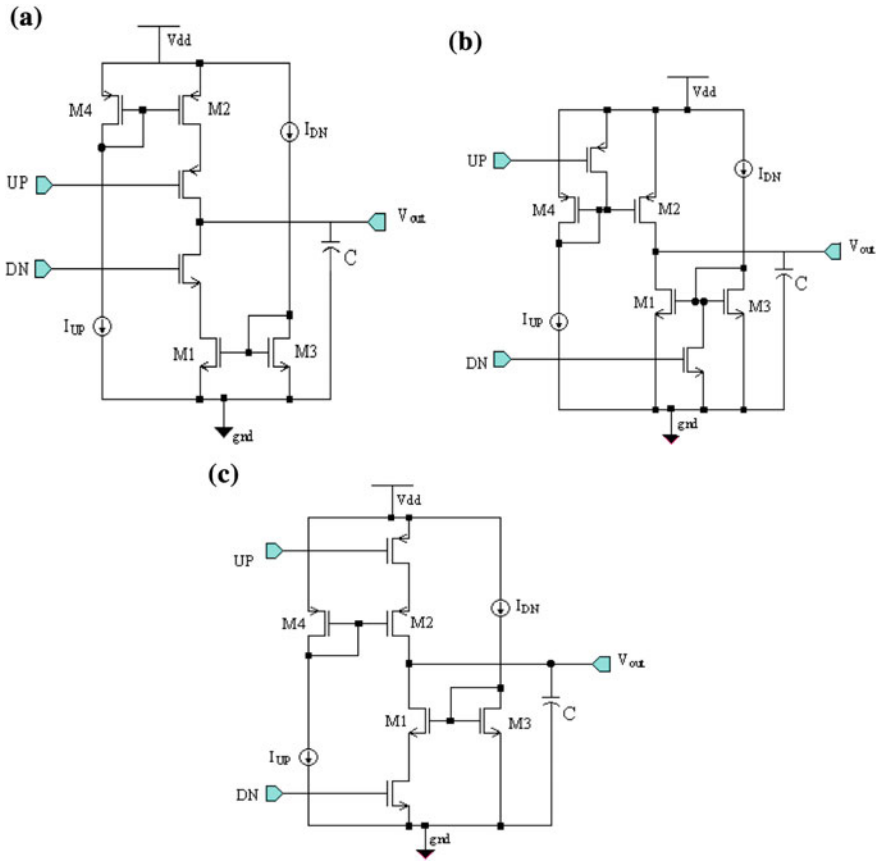 (a)
Vdd
M4
M2
IDN
UP
Vout
DN
C
IUP
M1
M3
gnd
(b)
Vdd
UP
IDN
M4
M2
Vout
C
M1
M3
IUP
DN
gnd
(c)
Vdd
UP
IDN
M4
M2
Vout
M1
M3
C
IUP
DN
gnd